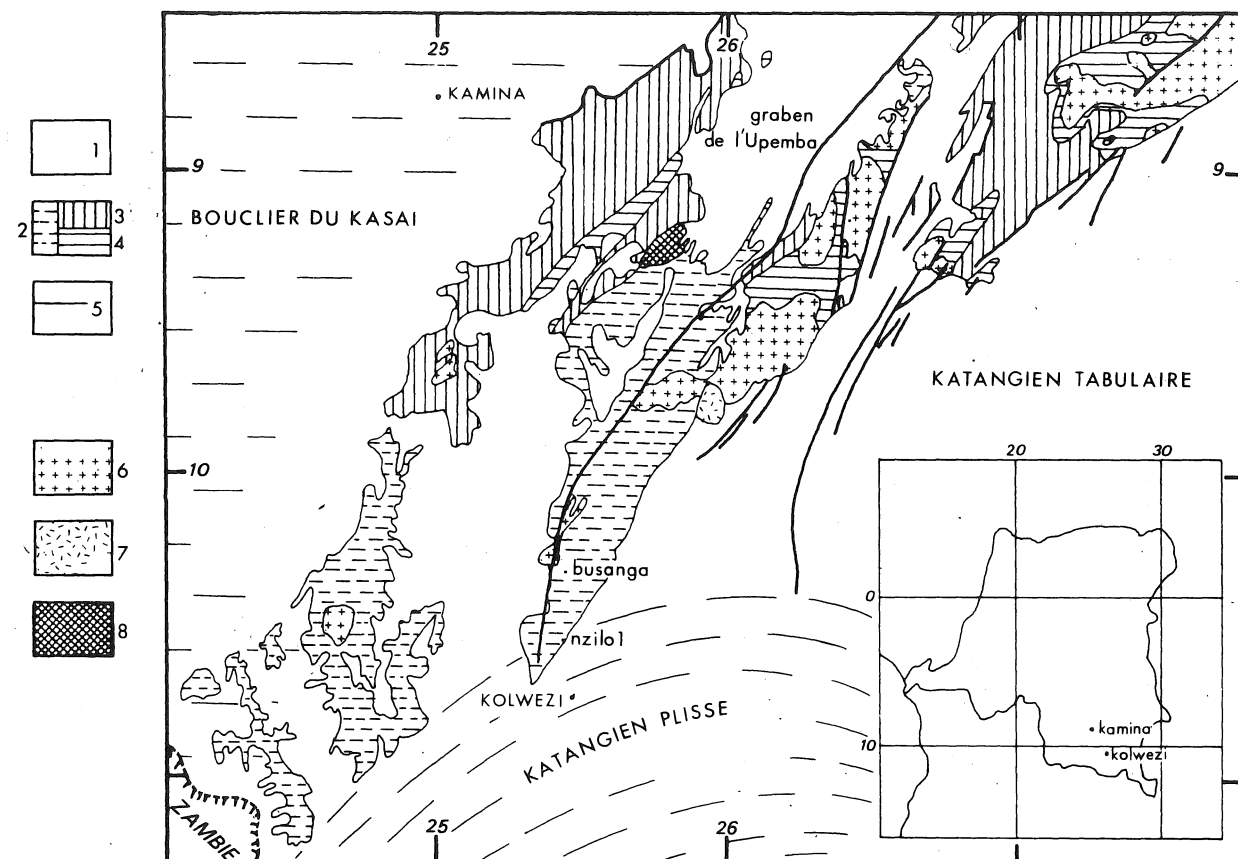 25
26
KAMINA
graben
de l'Upemba
1
9
9
2
3
4
BOUCLIER DU KASAI
5
KATANGIEN TABULAIRE
6
10
20
30
7
busanga
0
8
nzilo1
KOLWEZI
KATANGIEN PLISSE
kamina
10
kolwezi
ZAMBIE
25
26